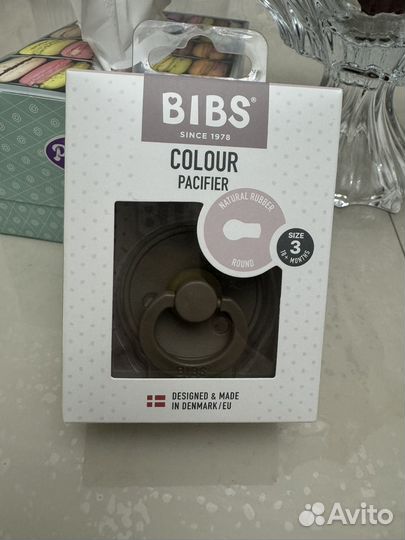 BIBS®
SINCE 1978
COLOUR
PACIFIER
NATURAL RUBBER
ROUND
SIZE
3
18+ MONTHS
BIBS
DESIGNED & MADE
IN DENMARK/EU
Avito